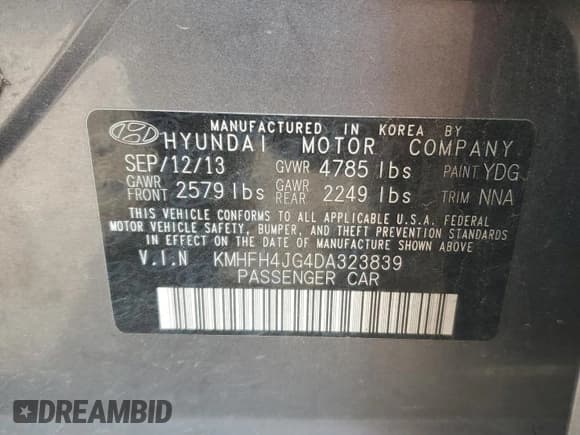 MANUFACTURED IN KOREA BY
HYUNDAI MOTOR COMPANY
SEP/12/13 GVWR 4785 lbs PAINT YDG
GAWR FRONT 2579 lbs GAWR REAR 2249 lbs TRIM NNA
THIS VEHICLE CONFORMS TO ALL APPLICABLE U.S.A. FEDERAL
MOTOR VEHICLE SAFETY, BUMPER, AND THEFT PREVENTION STANDARDS
IN EFFECT ON THE DATE OF MANUFACTURE SHOWN ABOVE.
V.I.N KMHFH4JG4DA323839
PASSENGER CAR
DREAMBID